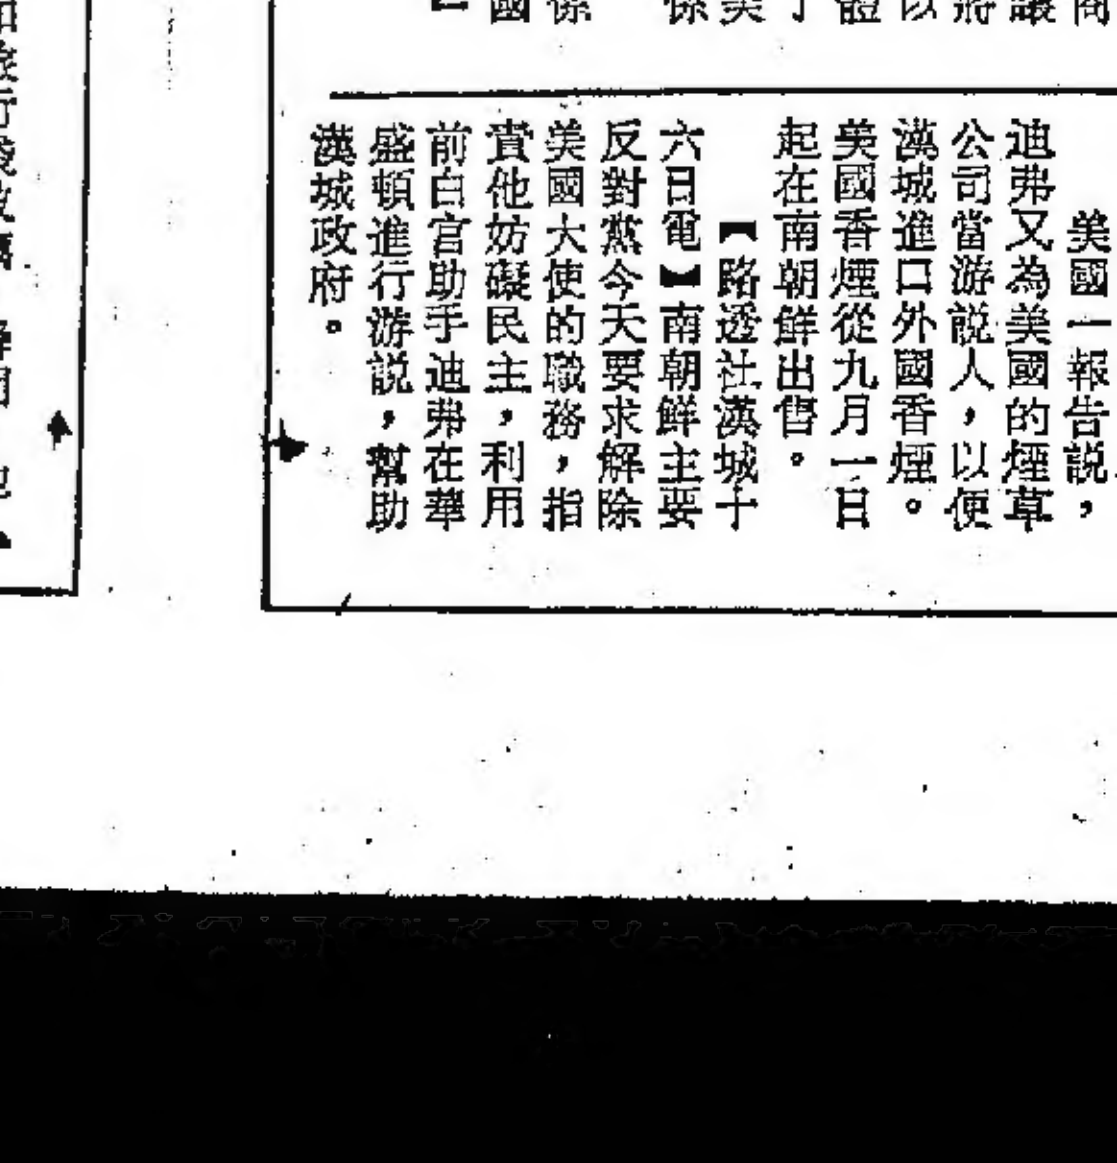 美國一報告説，
迪弗又為美國的煙草
公司當游説人，以便
漢城進口外國香煙。
美國香煙從九月一日
起在南朝鮮出售。
【路透社漢城十
六日電】南朝鮮主要
反對黨今天要求解除
美國大使的職務，指
責他妨礙民主，利用
前白宮助手迪弗在華
盛頓進行游説，幫助
漢城政府。